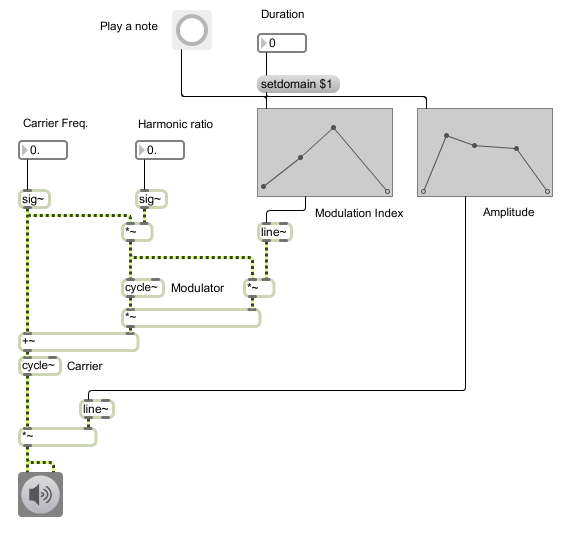 Duration
Play a note
0
setdomain $1
Carrier Freq.
Harmonic ratio
0.
0.
sig~
sig~
Modulation Index
Amplitude
*~
line~
cycle~
Modulator
*~
*~
+~
cycle~
Carrier
line~
*~